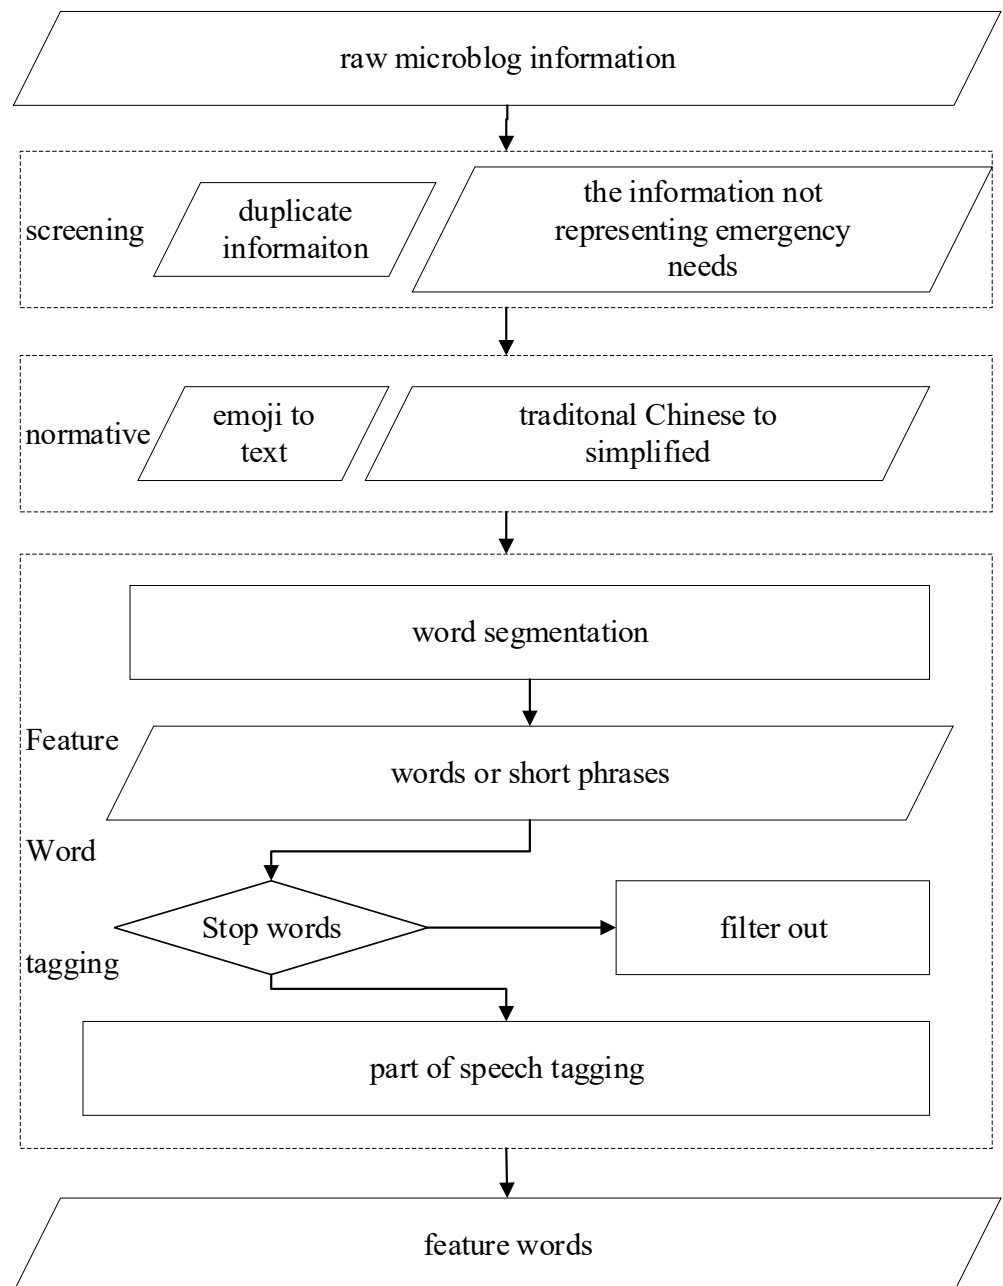 raw microblog information
screening
duplicate
informaiton
the information not
representing emergency
needs
normative
emoji to
text
traditonal Chinese to
simplified
word segmentation
Feature
words or short phrases
Word
Stop words
filter out
tagging
part of speech tagging
feature words